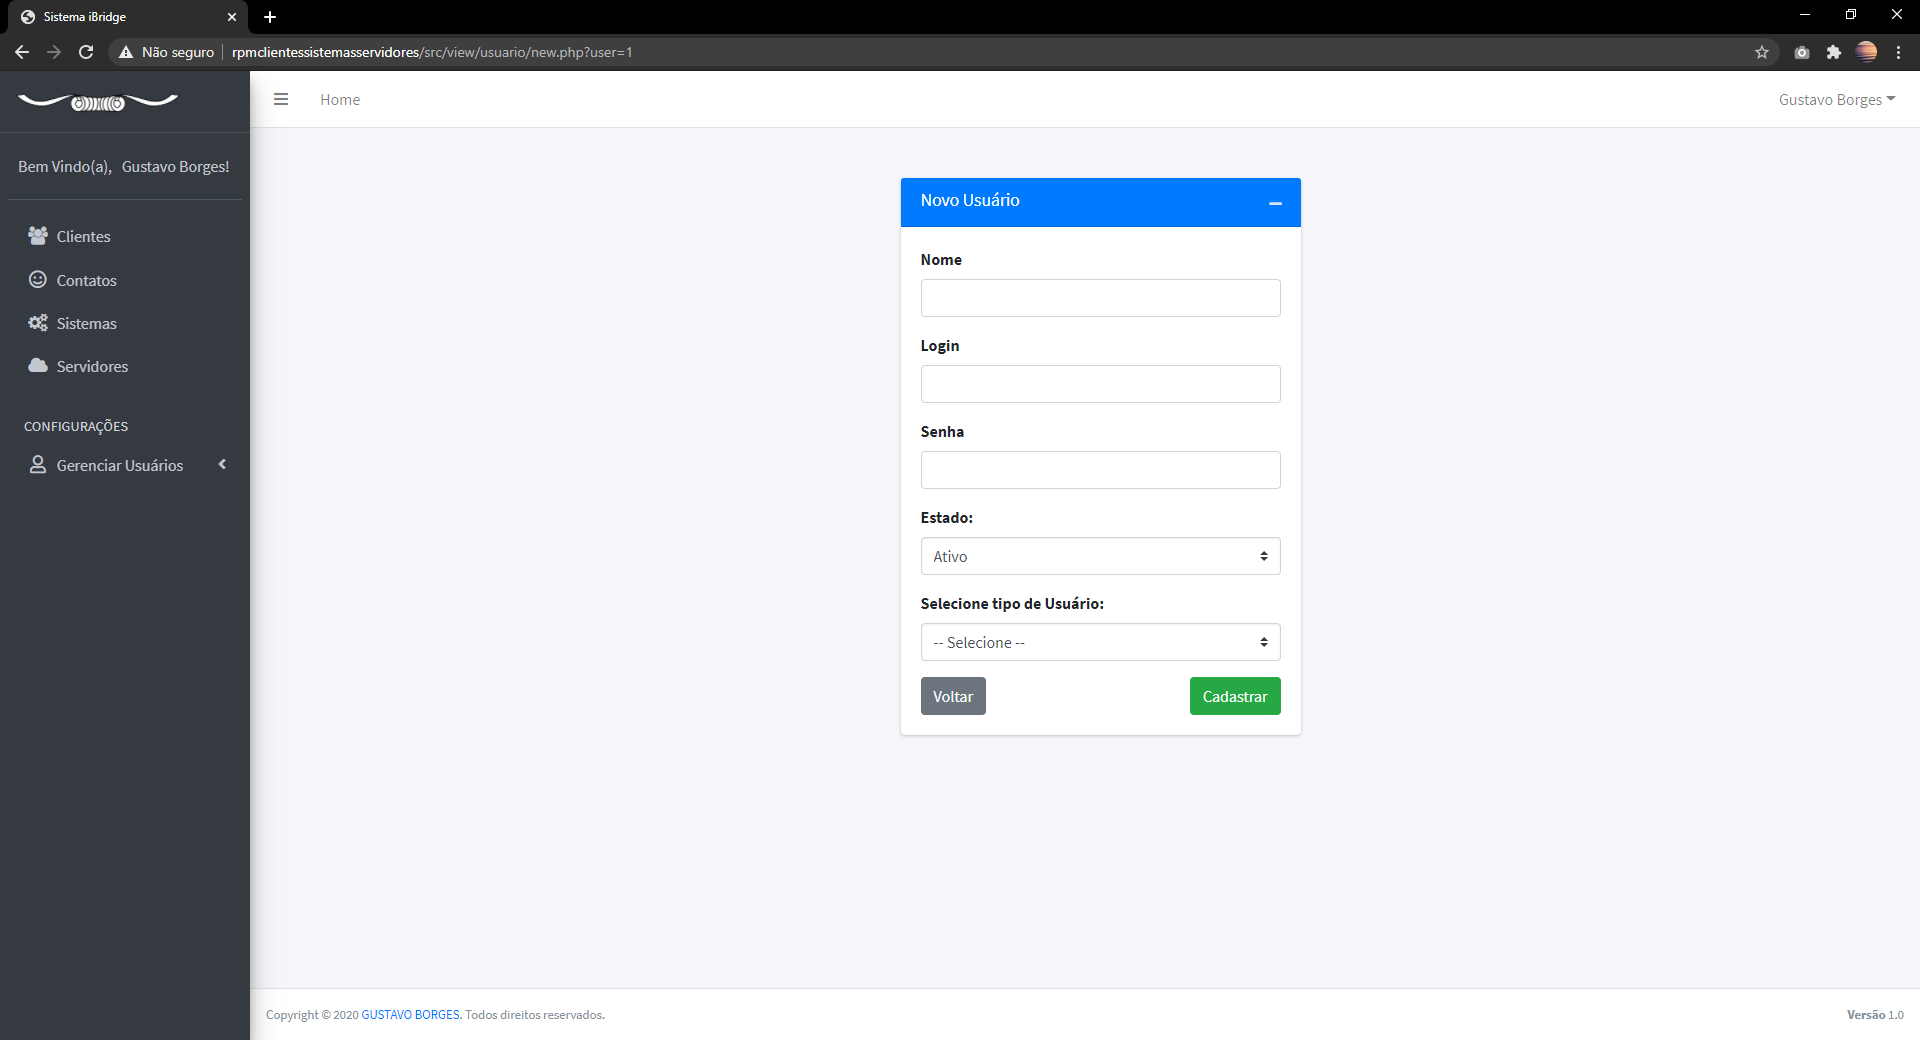 Sistema iBridge
Não seguro
rpmclientessistemasservidores/src/view/usuario/new.php?user=1
Home
Gustavo Borges
Bem Vindo(a), Gustavo Borges!
Clientes
Contatos
Sistemas
Servidores
CONFIGURAÇÕES
Gerenciar Usuários
Novo Usuário
Nome
Login
Senha
Estado:
Ativo
Selecione tipo de Usuário:
-- Selecione --
Voltar
Cadastrar
Copyright © 2020 GUSTAVO BORGES. Todos direitos reservados.
Versão 1.0